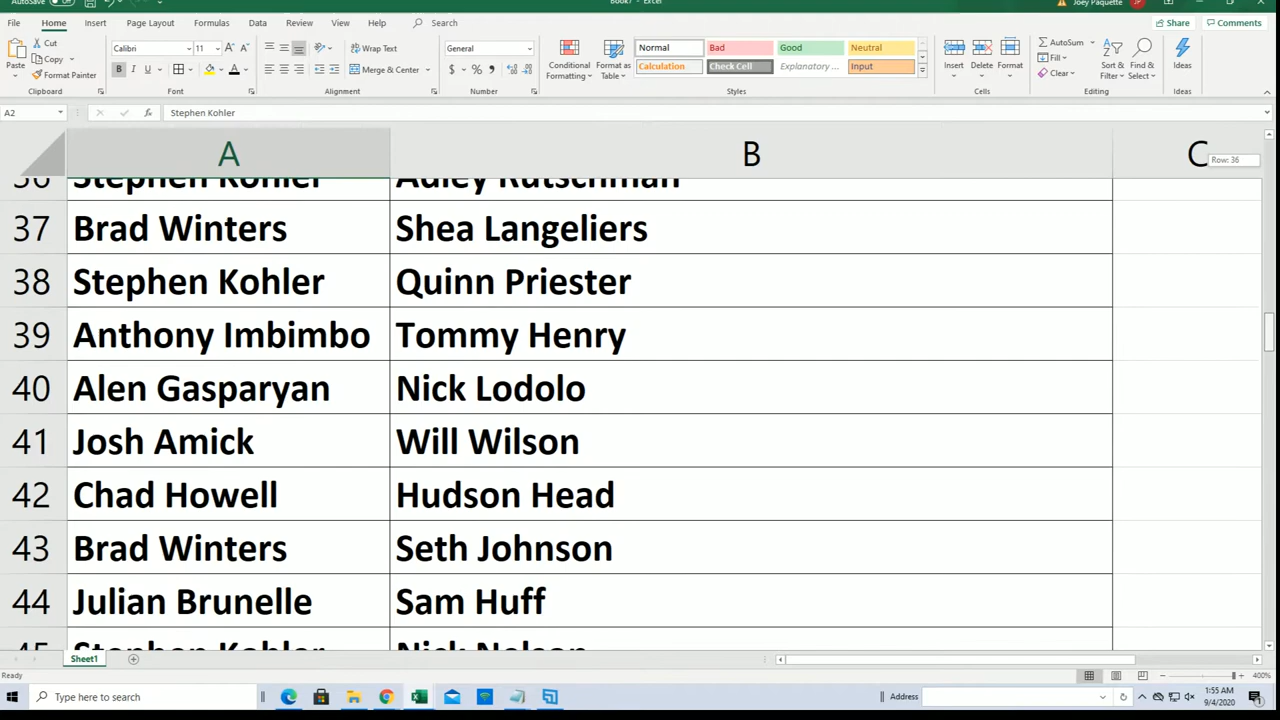 AutoSave Off Book7 - Excel Joey Paquette JP
File Home Insert Page Layout Formulas Data Review View Help Search Share Comments
Paste Cut Copy Format Painter Clipboard
Calibri 11 B I U Font
Wrap Text Merge & Center Alignment
General $ % , Number
Conditional Formatting Format as Table
Normal Bad Good Neutral
Calculation Check Cell Explanatory ... Input
Styles
Insert Delete Format Cells
AutoSum Fill Clear Sort & Filter Find & Select Editing
Ideas Ideas
A2 fx Stephen Kohler
A B C Row: 36
36 Stephen Kohler Adley Rutschman
37 Brad Winters Shea Langeliers
38 Stephen Kohler Quinn Priester
39 Anthony Imbimbo Tommy Henry
40 Alen Gasparyan Nick Lodolo
41 Josh Amick Will Wilson
42 Chad Howell Hudson Head
43 Brad Winters Seth Johnson
44 Julian Brunelle Sam Huff
45 Stephen Kohler Nick Nelson
Sheet1
Ready 400%
Type here to search Address 1:55 AM
9/4/2020